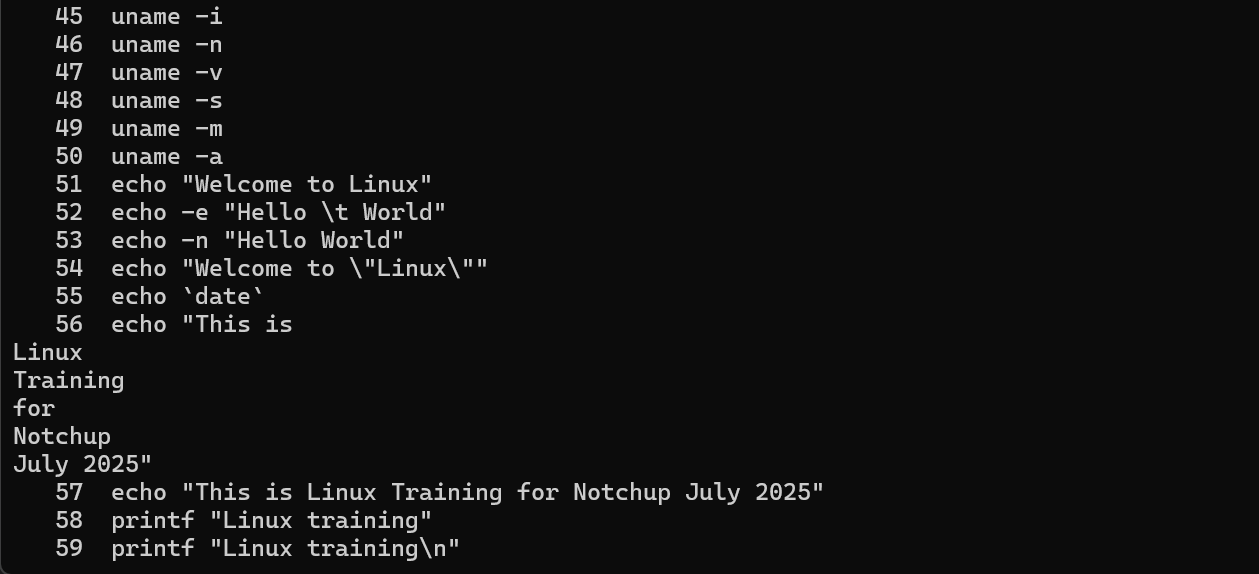 45  uname -i
46  uname -n
47  uname -v
48  uname -s
49  uname -m
50  uname -a
51  echo "Welcome to Linux"
52  echo -e "Hello \t World"
53  echo -n "Hello World"
54  echo "Welcome to \"Linux\""
55  echo `date`
56  echo "This is
Linux
Training
for
Notchup
July 2025"
57  echo "This is Linux Training for Notchup July 2025"
58  printf "Linux training"
59  printf "Linux training\n"